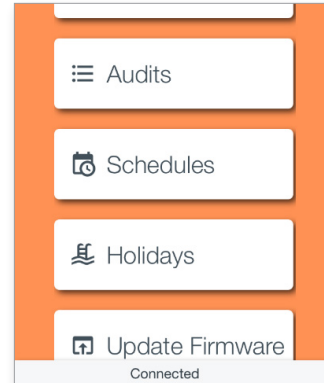 Audits
Schedules
Holidays
Update Firmware
Connected